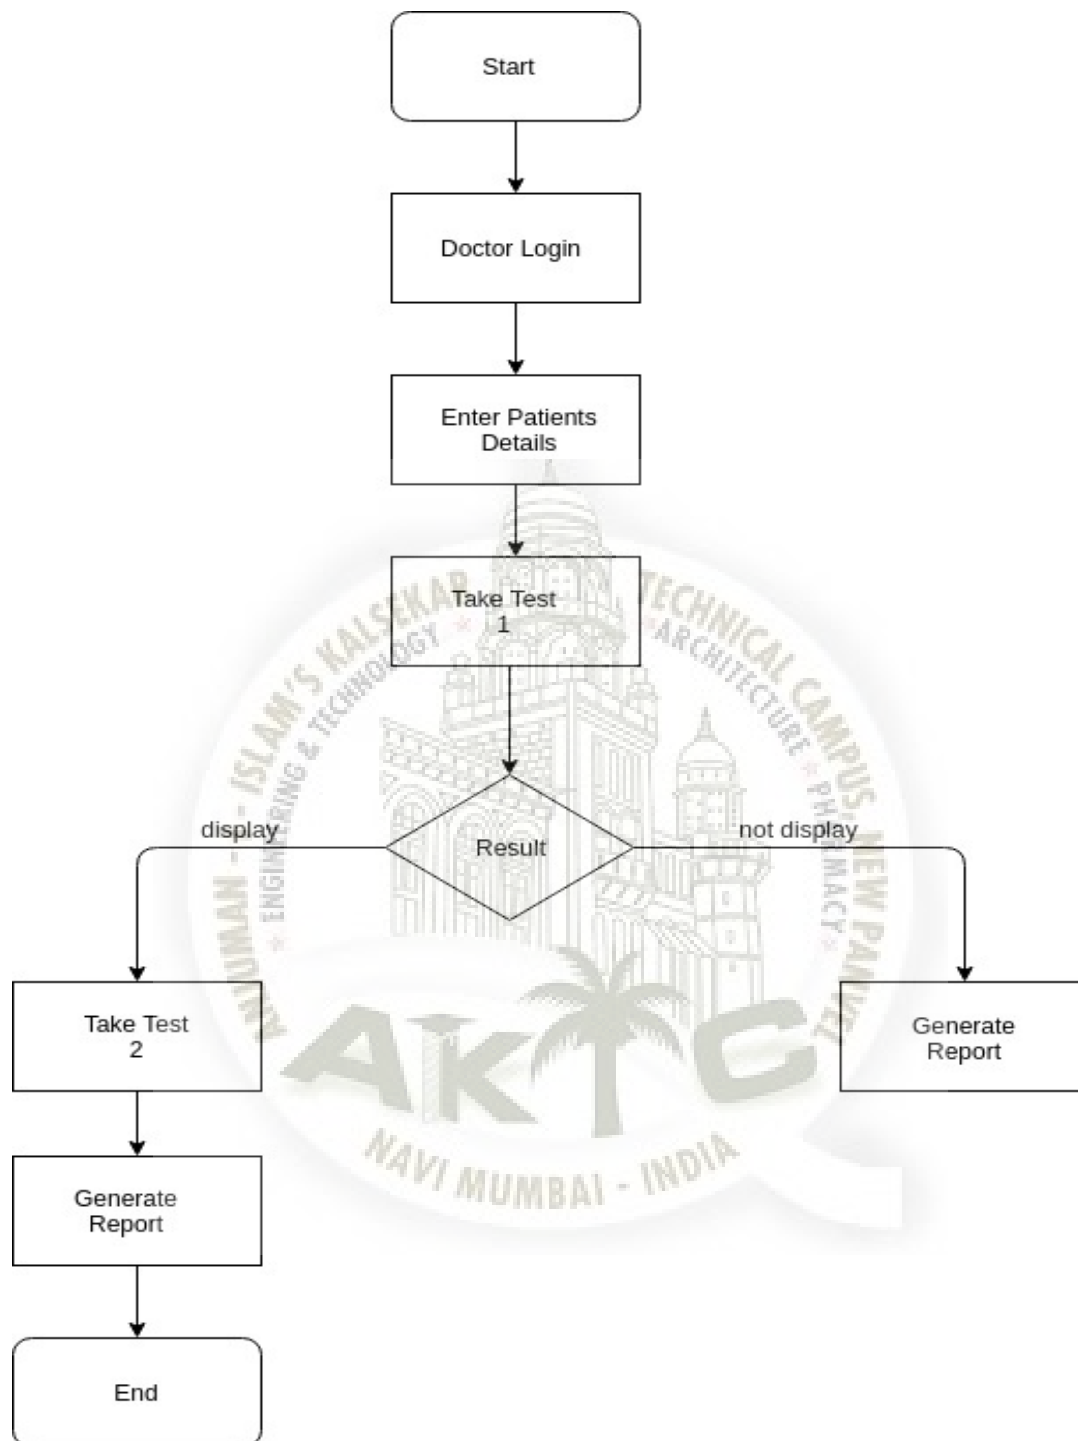 Start
Doctor Login
Enter Patients
Details
Take Test
1
ANJUMAN - I - ISLAM'S KALSEKAR TECHNICAL CAMPUS NEW PANVEL
ENGINEERING & TECHNOLOGY
ARCHITECTURE
PHARMACY
display
Result
not display
Take Test
2
AKTC
Generate
Report
NAVI MUMBAI - INDIA
Generate
Report
End